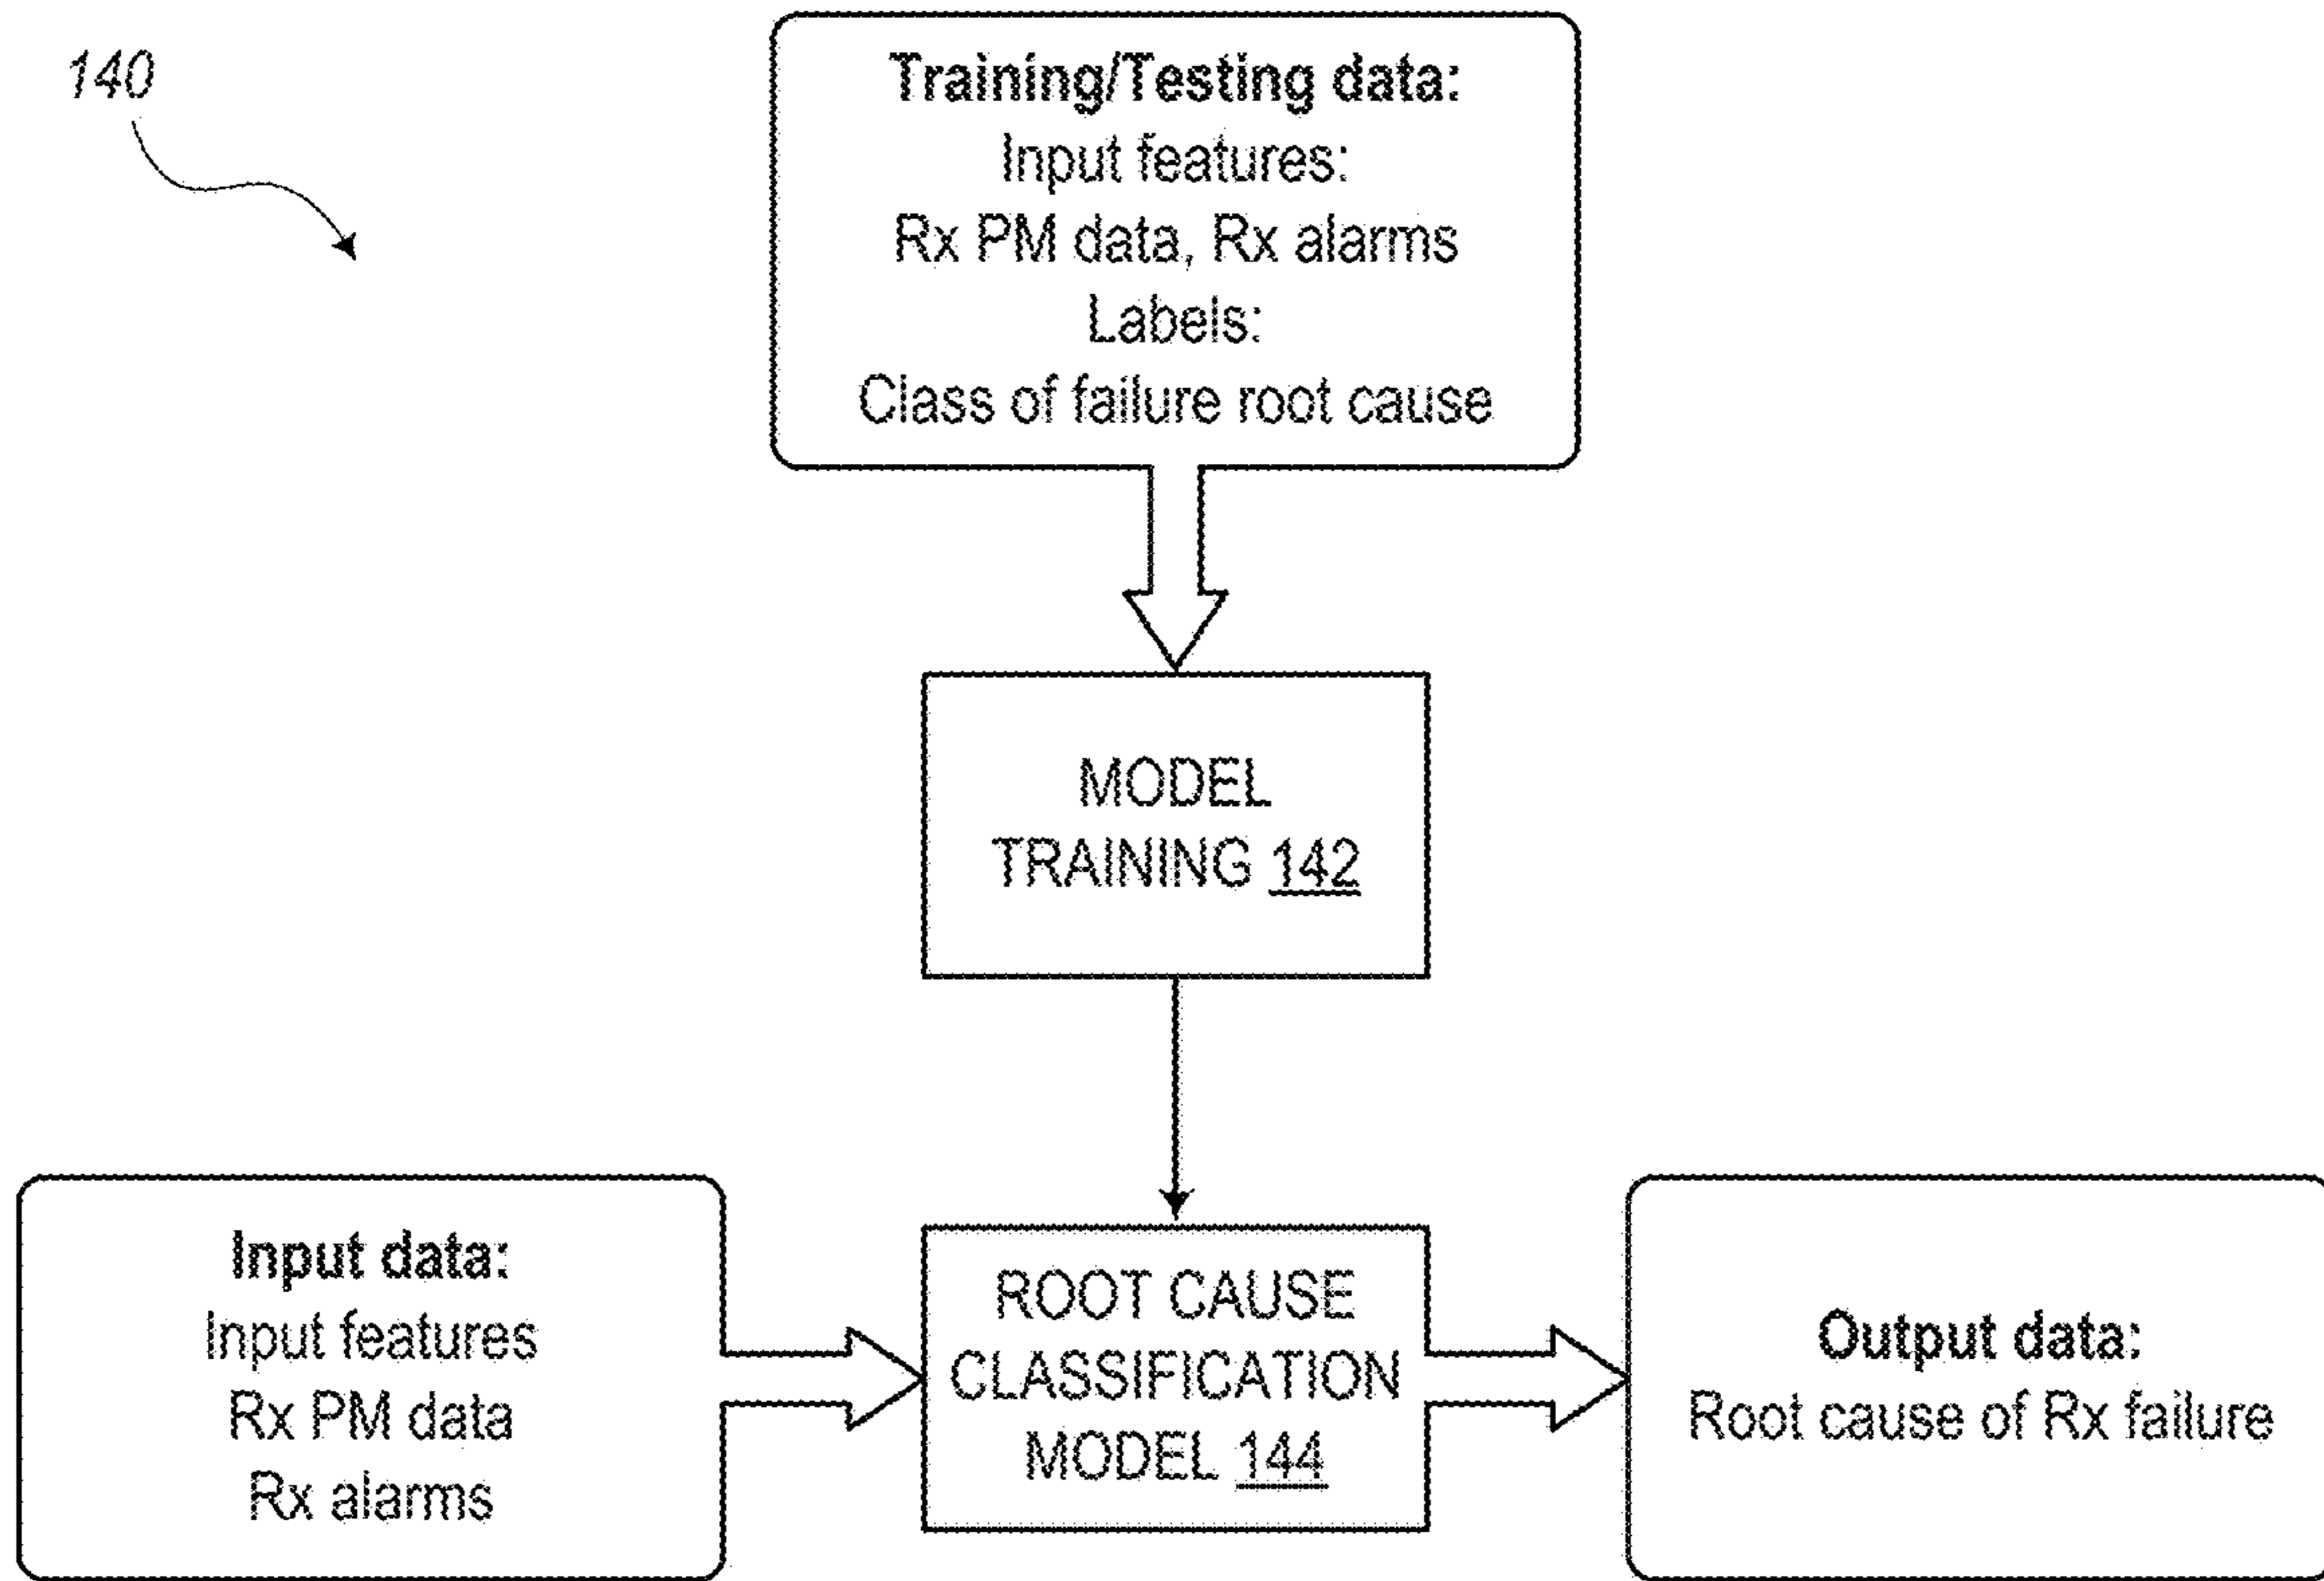 140
Training/Testing data:
Input features:
Rx PM data, Rx alarms
Labels:
Class of failure root cause
MODEL
TRAINING 142
Input data:
Input features
Rx PM data
Rx alarms
ROOT CAUSE
CLASSIFICATION
MODEL 144
Output data:
Root cause of Rx failure